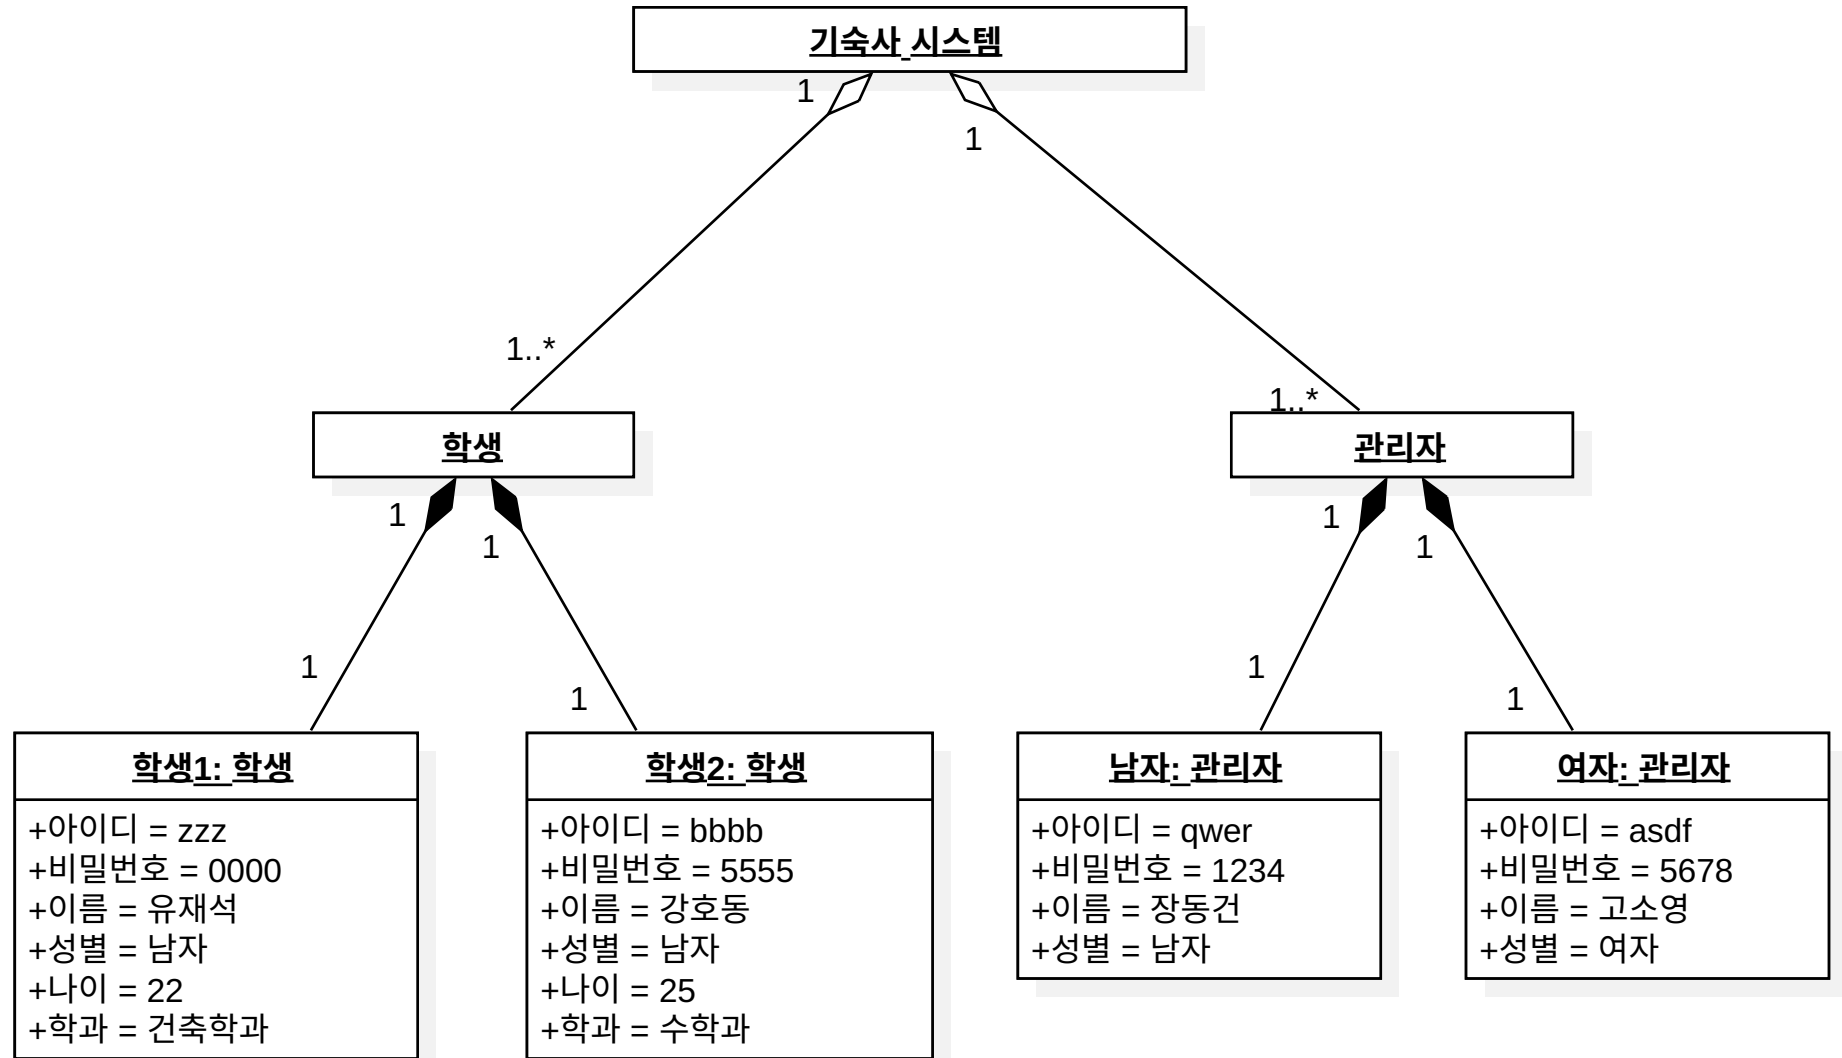 기숙사 시스템
1
1
1..*
1..*
학생
관리자
1
1
1
1
1
1
1
1
학생1: 학생
+아이디 = zzz
+비밀번호 = 0000
+이름 = 유재석
+성별 = 남자
+나이 = 22
+학과 = 건축학과
학생2: 학생
+아이디 = bbbb
+비밀번호 = 5555
+이름 = 강호동
+성별 = 남자
+나이 = 25
+학과 = 수학과
남자: 관리자
+아이디 = qwer
+비밀번호 = 1234
+이름 = 장동건
+성별 = 남자
여자: 관리자
+아이디 = asdf
+비밀번호 = 5678
+이름 = 고소영
+성별 = 여자